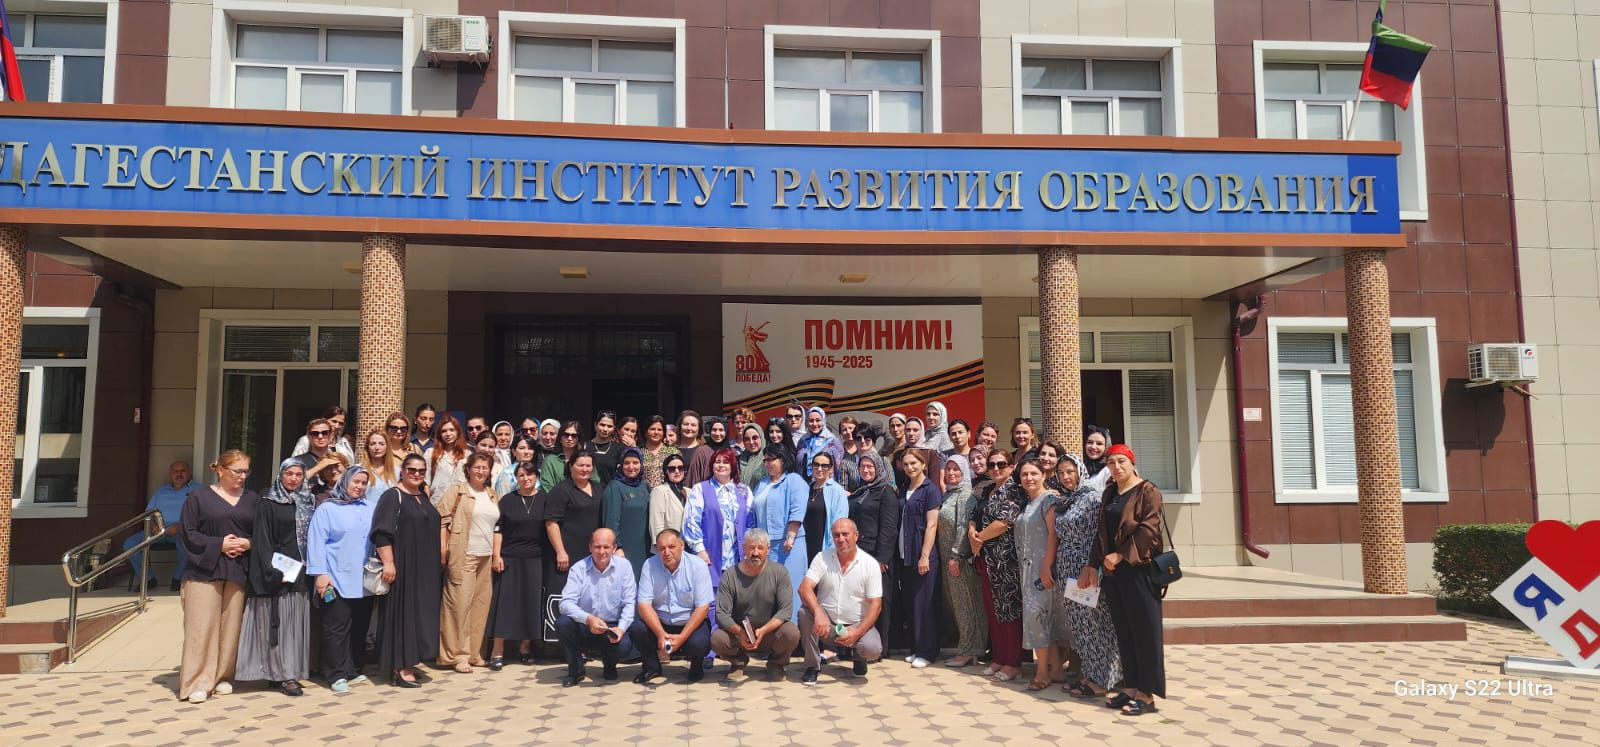 ДАГЕСТАНСКИЙ ИНСТИТУТ РАЗВИТИЯ ОБРАЗОВАНИЯ
ПОМНИМ!
1945–2025
80
ПОБЕДА!
Я
Д
Galaxy S22 Ultra